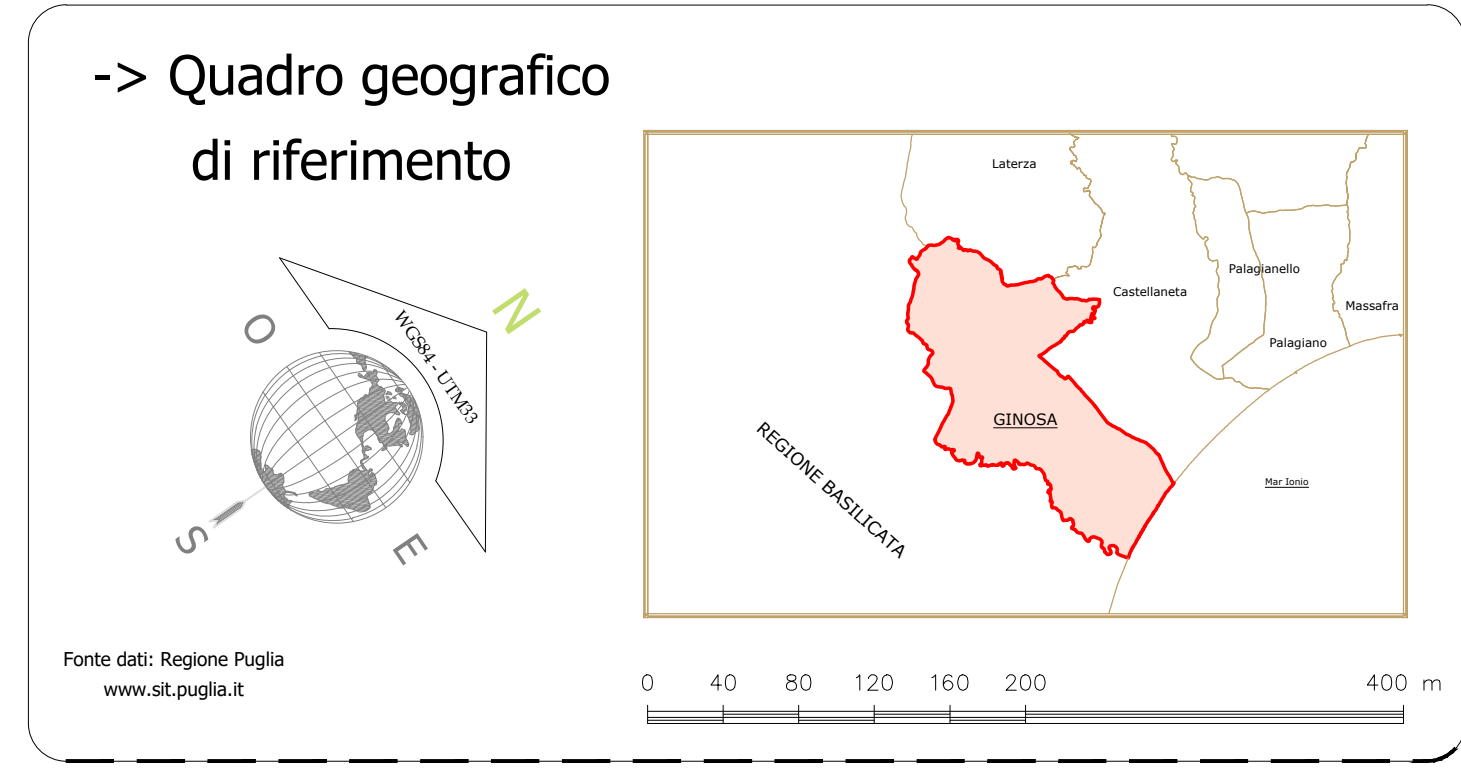 -> Quadro geografico
di riferimento
N
O
WGS84 - UTM33
S
E
Fonte dati: Regione Puglia
www.sit.puglia.it
Laterza
Palagianello
Castellaneta
Massafra
Palagiano
GINOSA
REGIONE BASILICATA
Mar Ionio
0 40 80 120 160 200 400 m